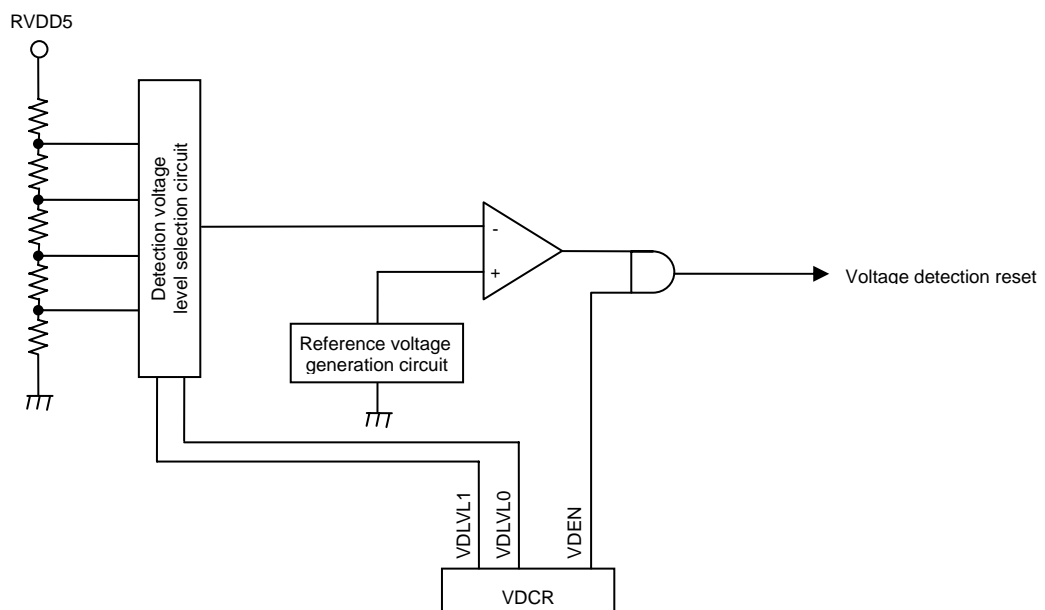 RVDD5
Detection voltage
level selection circuit
-
+
Voltage detection reset
Reference voltage
generation circuit
VDLVL1
VDLVL0
VDEN
VDCR